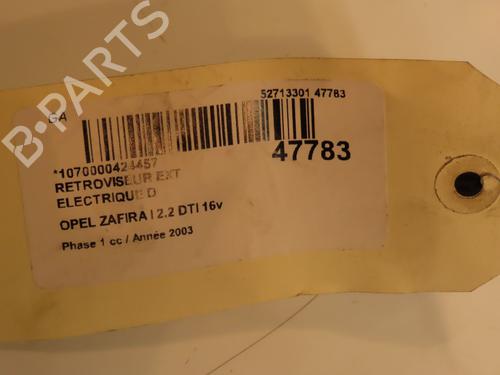 GA
52713301 47783
47783
*1070000424457
RETROVISEUR EXT
ELECTRIQUE D
OPEL ZAFIRA I 2.2 DTI 16v
Phase 1 cc / Année 2003
B-PARTS